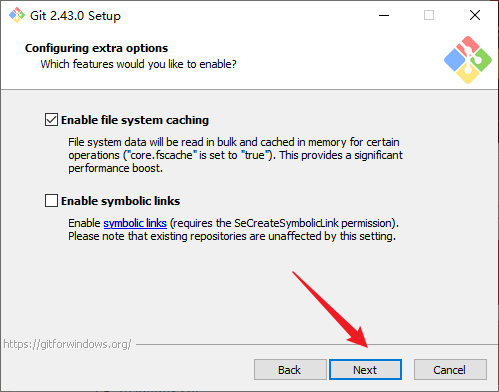 Git 2.43.0 Setup
Configuring extra options
Which features would you like to enable?
Enable file system caching
File system data will be read in bulk and cached in memory for certain
operations ("core.fscache" is set to "true"). This provides a significant
performance boost.
Enable symbolic links
Enable symbolic links (requires the SeCreateSymbolicLink permission).
Please note that existing repositories are unaffected by this setting.
https://gitforwindows.org/
Back
Next
Cancel